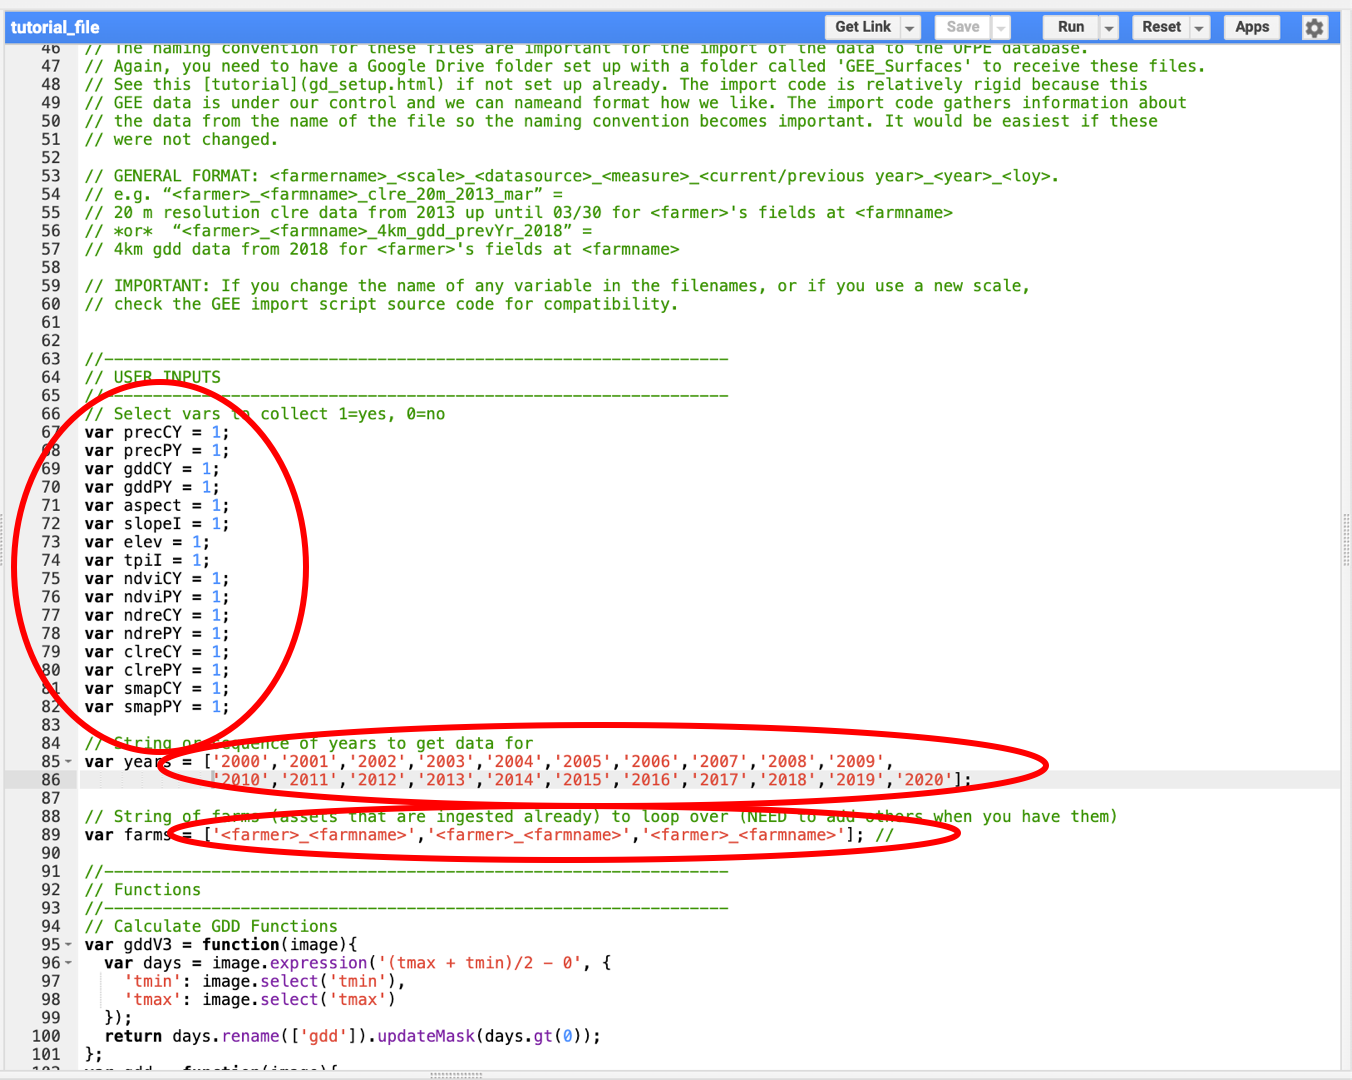 tutorial_file Get Link Save Run Reset Apps
46 // The naming convention for these files are important for the import of the data to the OFPE database.
47 // Again, you need to have a Google Drive folder set up with a folder called 'GEE_Surfaces' to receive these files.
48 // See this [tutorial](gd_setup.html) if not set up already. The import code is relatively rigid because this
49 // GEE data is under our control and we can nameand format how we like. The import code gathers information about
50 // the data from the name of the file so the naming convention becomes important. It would be easiest if these
51 // were not changed.
52
53 // GENERAL FORMAT: <farmername>_<scale>_<datasource>_<measure>_<current/previous year>_<year>_<loy>.
54 // e.g. “<farmer>_<farmname>_clre_20m_2013_mar” =
55 // 20 m resolution clre data from 2013 up until 03/30 for <farmer>'s fields at <farmname>
56 // *or*  “<farmer>_<farmname>_4km_gdd_prevYr_2018” =
57 // 4km gdd data from 2018 for <farmer>'s fields at <farmname>
58
59 // IMPORTANT: If you change the name of any variable in the filenames, or if you use a new scale,
60 // check the GEE import script source code for compatibility.
61
62
63 //----------------------------------------------------------------
64 // USER INPUTS
65 //----------------------------------------------------------------
66 // Select vars to collect 1=yes, 0=no
67 var precCY = 1;
68 var precPY = 1;
69 var gddCY = 1;
70 var gddPY = 1;
71 var aspect = 1;
72 var slopeI = 1;
73 var elev = 1;
74 var tpiI = 1;
75 var ndviCY = 1;
76 var ndviPY = 1;
77 var ndreCY = 1;
78 var ndrePY = 1;
79 var clreCY = 1;
80 var clrePY = 1;
81 var smapCY = 1;
82 var smapPY = 1;
83
84 // String or sequence of years to get data for
85 var years = ['2000','2001','2002','2003','2004','2005','2006','2007','2008','2009',
86 '2010','2011','2012','2013','2014','2015','2016','2017','2018','2019','2020'];
87
88 // String of farms (assets that are ingested already) to loop over (NEED to add others when you have them)
89 var farms = ['<farmer>_<farmname>','<farmer>_<farmname>','<farmer>_<farmname>']; //
90
91 //----------------------------------------------------------------
92 // Functions
93 //----------------------------------------------------------------
94 // Calculate GDD Functions
95 var gddV3 = function(image){
96 var days = image.expression('(tmax + tmin)/2 - 0', {
97 'tmin': image.select('tmin'),
98 'tmax': image.select('tmax')
99 });
100 return days.rename(['gdd']).updateMask(days.gt(0));
101 };